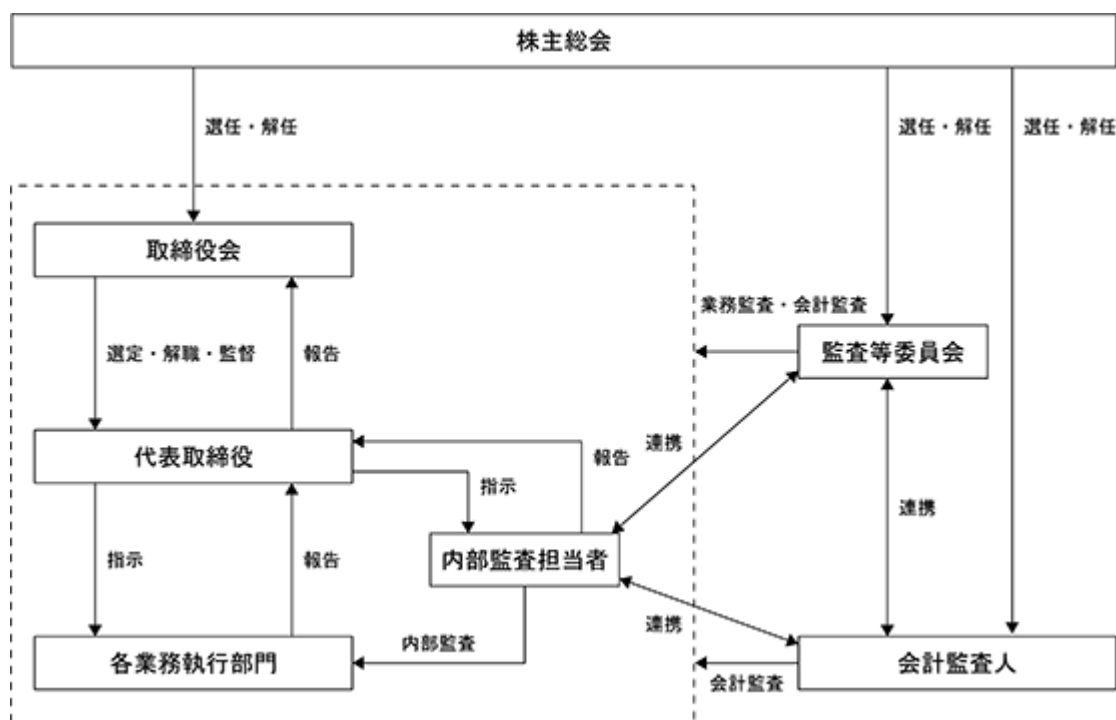 株主総会
選任・解任
選任・解任
選任・解任
取締役会
業務監査・会計監査
監査等委員会
選定・解職・監督
報告
代表取締役
報告
連携
指示
連携
内部監査担当者
指示
報告
連携
内部監査
各業務執行部門
会計監査
会計監査人